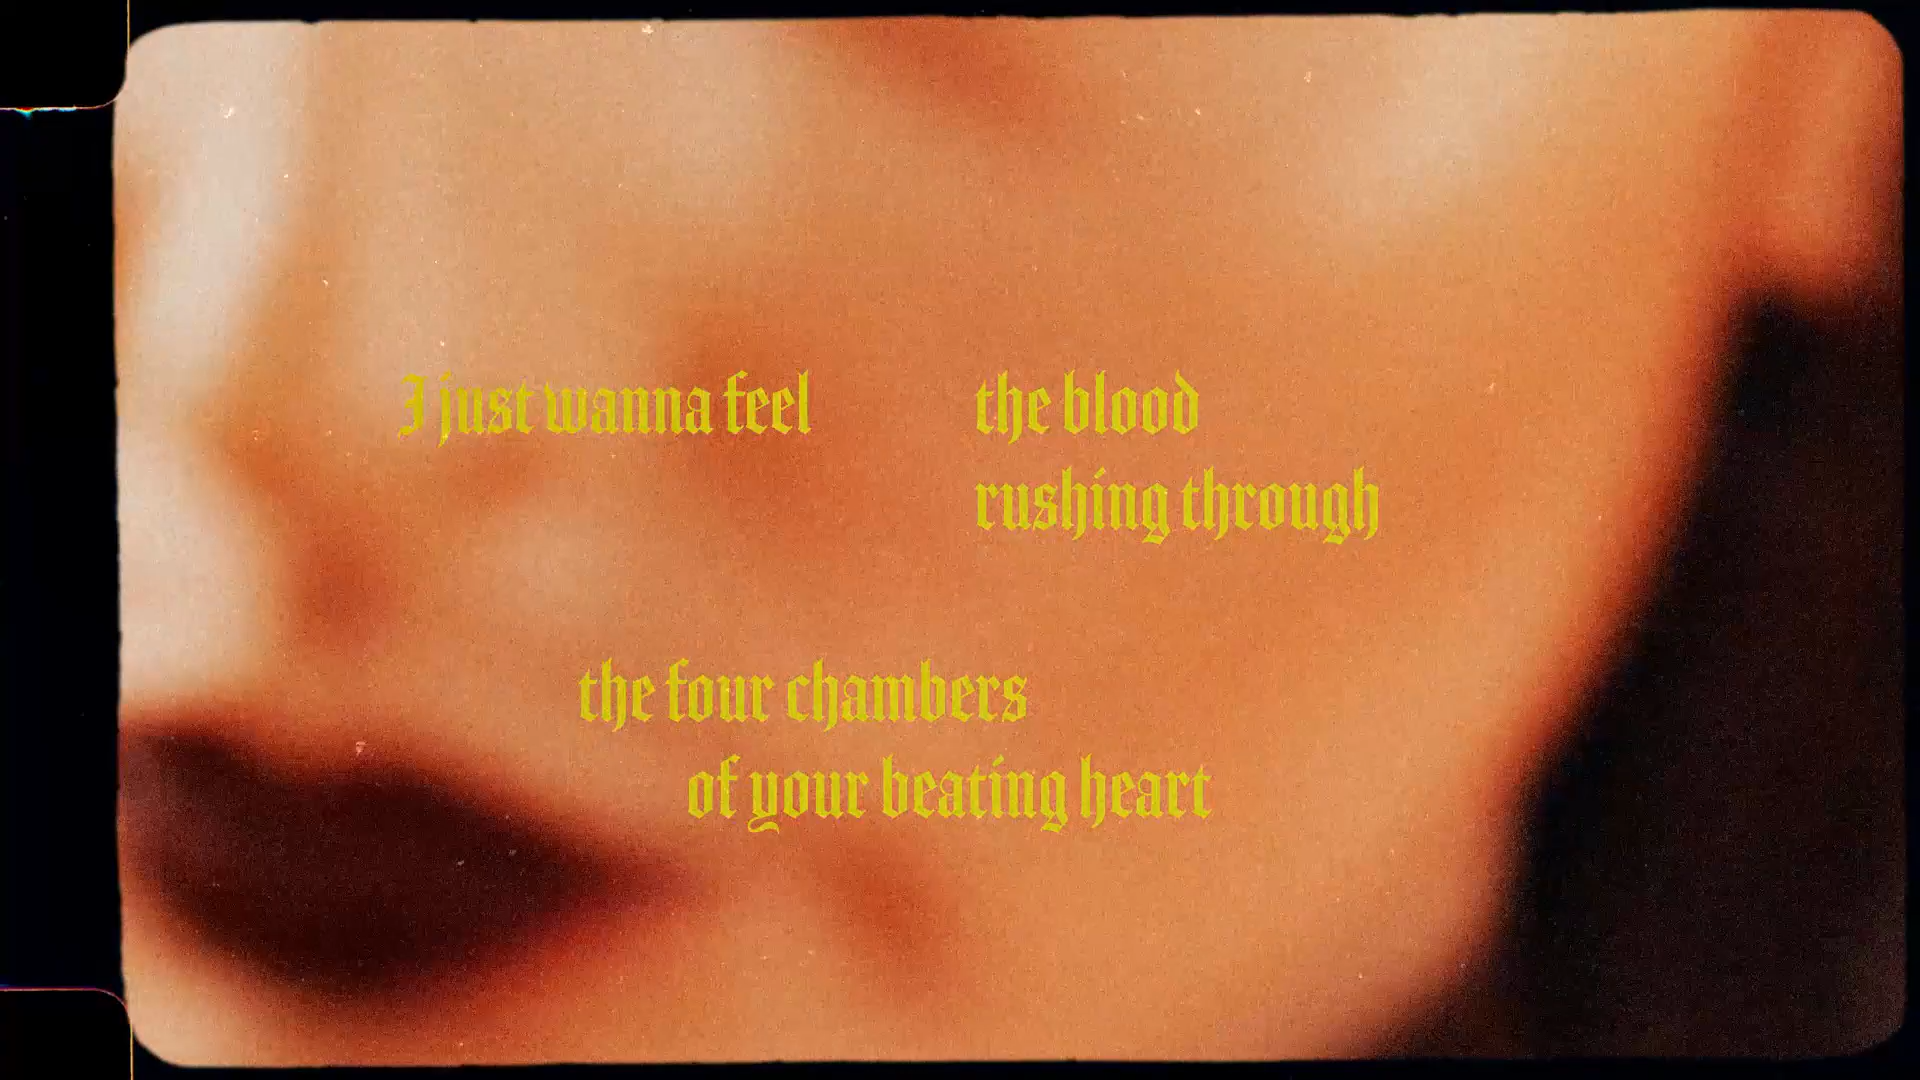 I just wanna feel the blood
rushing through
the four chambers
of your beating heart